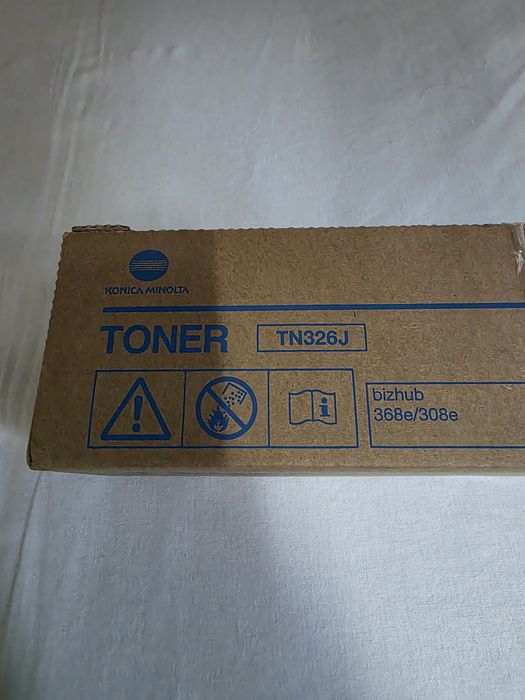 KONICA MINOLTA
TONER TN326J
bizhub
368e/308e